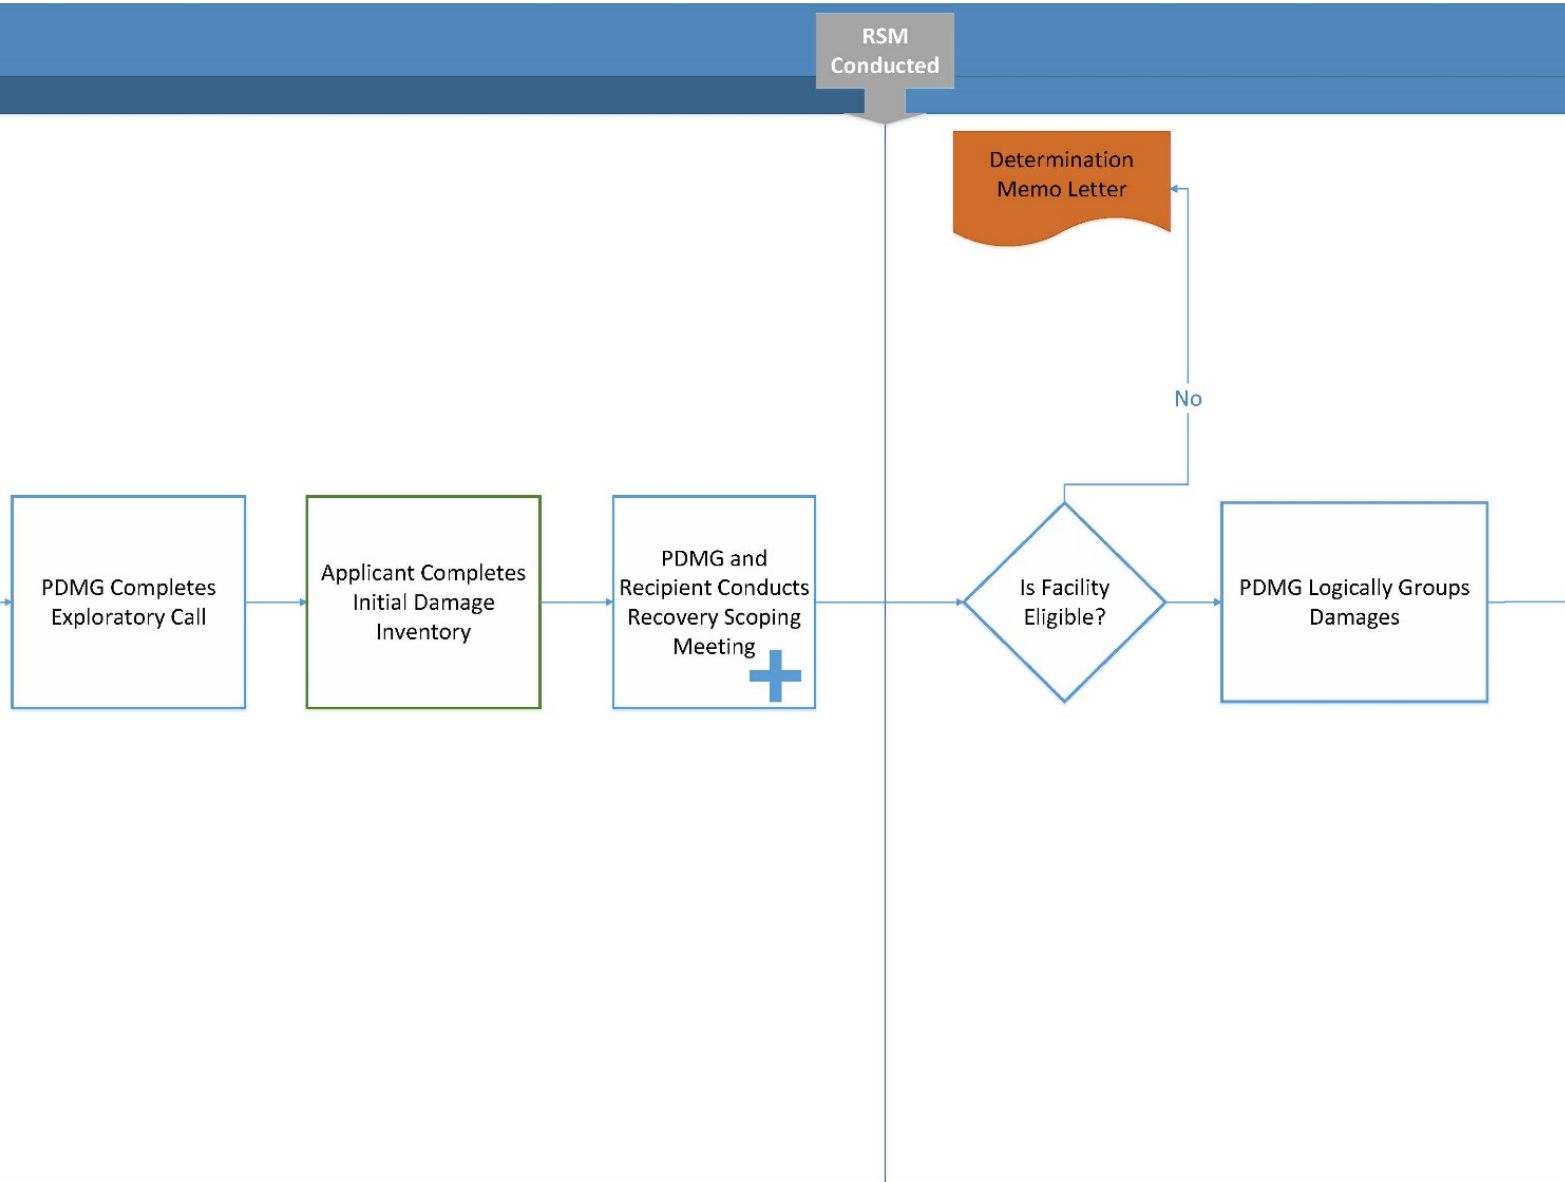 RSM
Conducted
Determination
Memo Letter
No
PDMG Completes
Exploratory Call
Applicant Completes
Initial Damage
Inventory
PDMG and
Recipient Conducts
Recovery Scoping
Meeting
Is Facility
Eligible?
PDMG Logically Groups
Damages